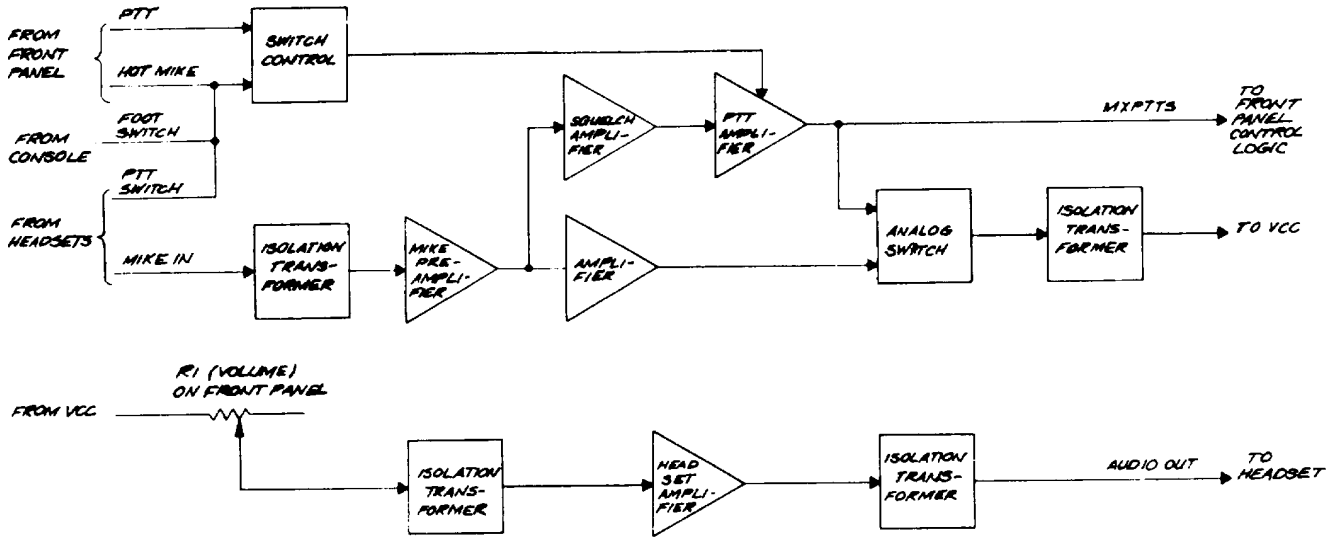 FROM
FRONT
PANEL
PTT
HOT MIKE
SWITCH
CONTROL
FROM
CONSOLE
FOOT
SWITCH
FROM
HEADSETS
PTT
SWITCH
MIKE IN
ISOLATION
TRANS-
FORMER
MIKE
PRE-
AMPLI-
FIER
SQUELCH
AMPLI-
FIER
PTT
AMPLI-
FIER
AMPLI-
FIER
MXPTTS
TO
FRONT
PANEL
CONTROL
LOGIC
ANALOG
SWITCH
ISOLATION
TRANS-
FORMER
TO VCC
R1 (VOLUME)
ON FRONT PANEL
FROM VCC
ISOLATION
TRANS-
FORMER
HEAD
SET
AMPLI-
FIER
ISOLATION
TRANS-
FORMER
AUDIO OUT
TO
HEADSET